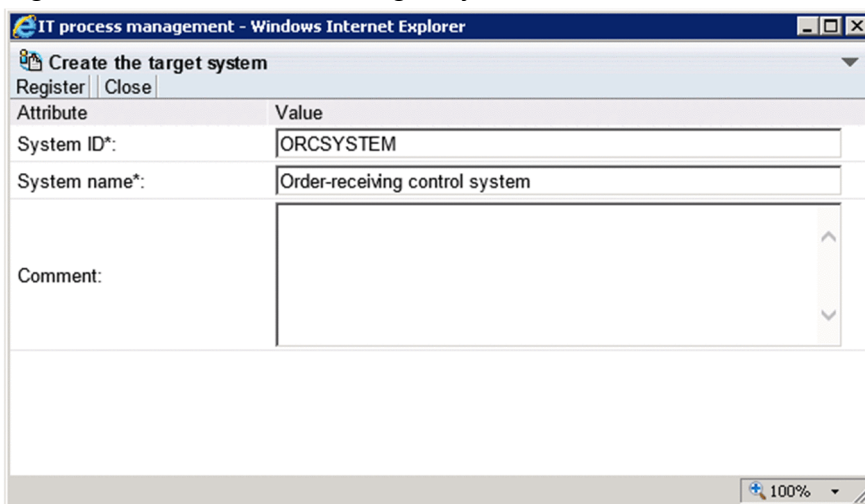 IT process management - Windows Internet Explorer
Create the target system
Register Close
Attribute Value
System ID*: ORCSYSTEM
System name*: Order-receiving control system
Comment:
100%